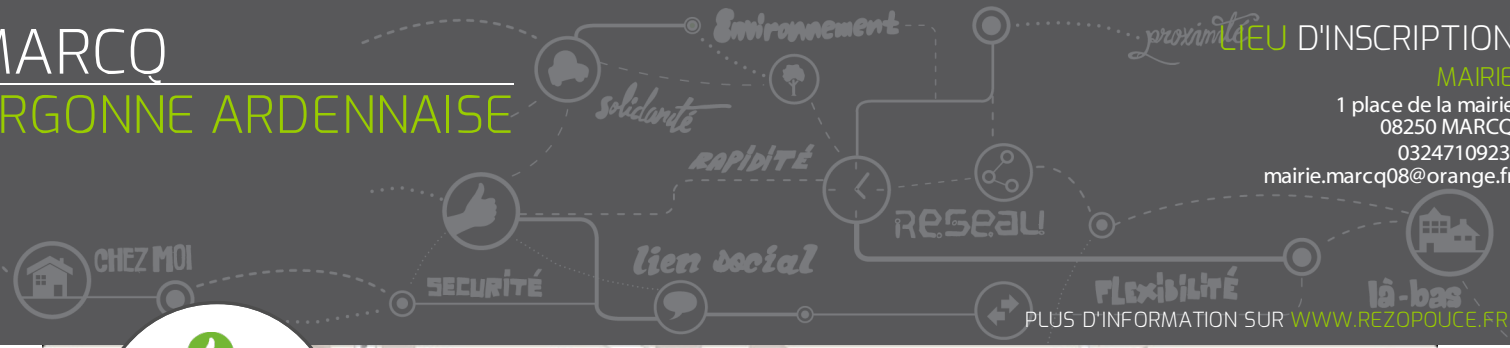 MARCQ
RGONNE ARDENNAISE
Environnement
proximité
LIEU D'INSCRIPTION
MAIRIE
1 place de la mairie
08250 MARCQ
0324710923
mairie.marcq08@orange.fr
solidarité
RAPIDITÉ
RESEAU
CHEZ MOI
SECURITÉ
lien social
FLEXIBILITÉ
là-bas
PLUS D'INFORMATION SUR WWW.REZOPOUCE.FR